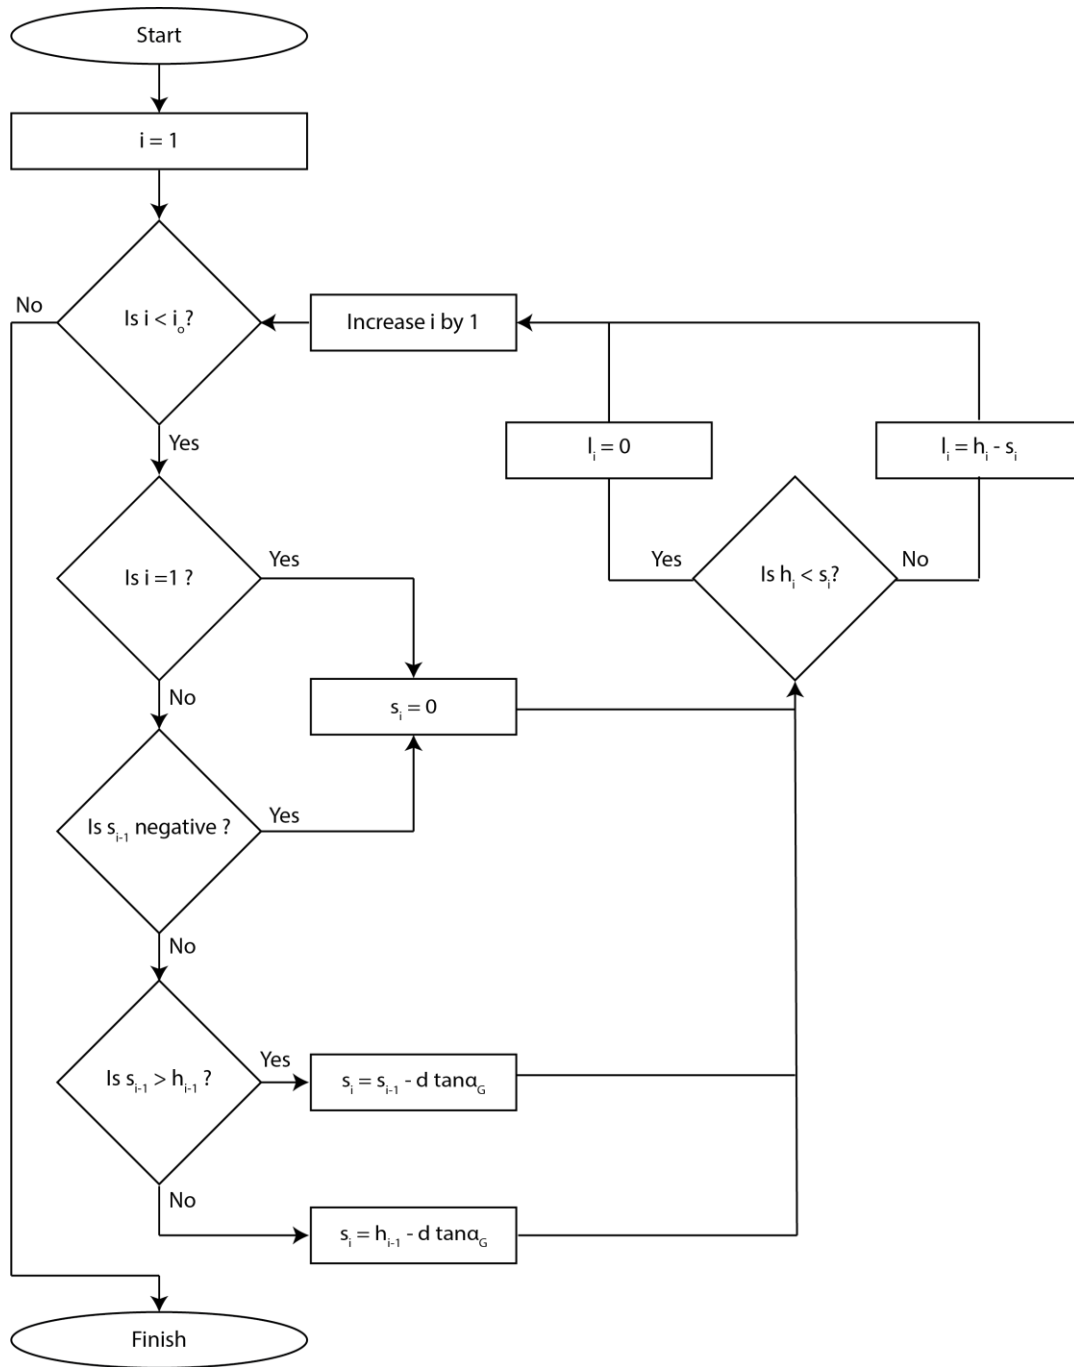 Start
i = 1
No
Is i < iₒ?
Increase i by 1
Yes
lᵢ = 0
lᵢ = hᵢ - sᵢ
Is i =1 ?
Yes
Yes
Is hᵢ < sᵢ?
No
No
sᵢ = 0
Is sᵢ₋₁ negative ?
Yes
No
Is sᵢ₋₁ > hᵢ₋₁ ?
Yes
sᵢ = sᵢ₋₁ - d tanα_G
No
sᵢ = hᵢ₋₁ - d tanα_G
Finish